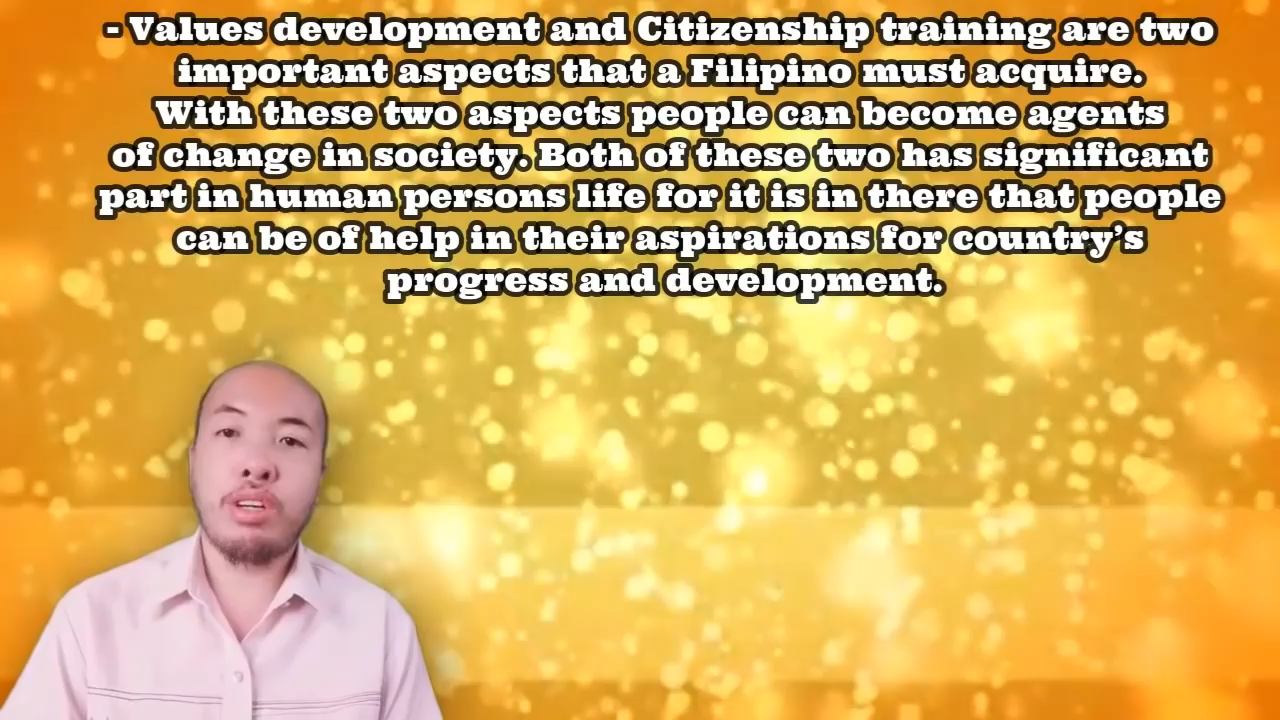 - Values development and Citizenship training are two
important aspects that a Filipino must acquire.
With these two aspects people can become agents
of change in society. Both of these two has significant
part in human persons life for it is in there that people
can be of help in their aspirations for country's
progress and development.